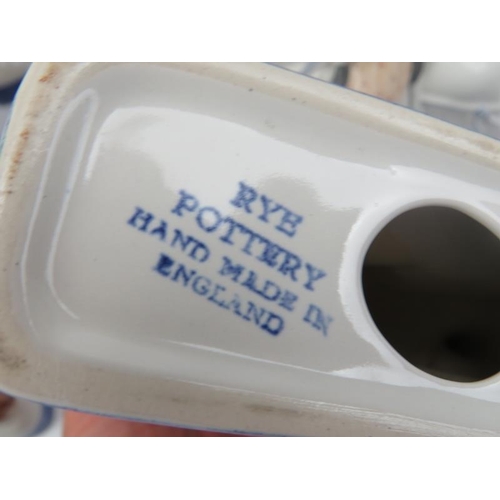 RYE
POTTERY
HAND MADE IN
ENGLAND